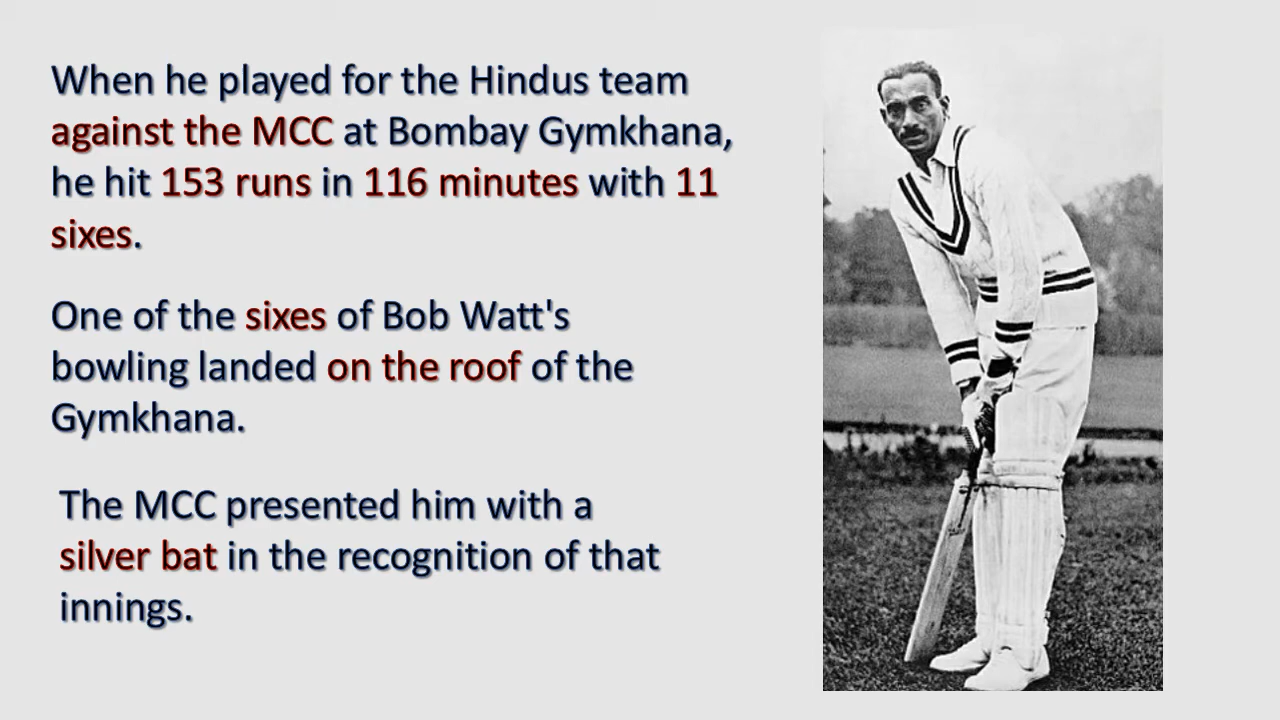 When he played for the Hindus team
against the MCC at Bombay Gymkhana,
he hit 153 runs in 116 minutes with 11
sixes.
One of the sixes of Bob Watt's
bowling landed on the roof of the
Gymkhana.
The MCC presented him with a
silver bat in the recognition of that
innings.